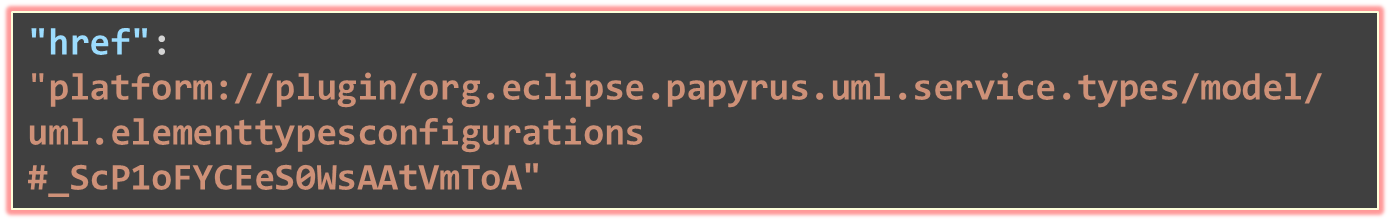 "href":
"platform://plugin/org.eclipse.papyrus.uml.service.types/model/
uml.elementtypesconfigurations
#_ScP1oFYCEeS0WsAAtVmToA"